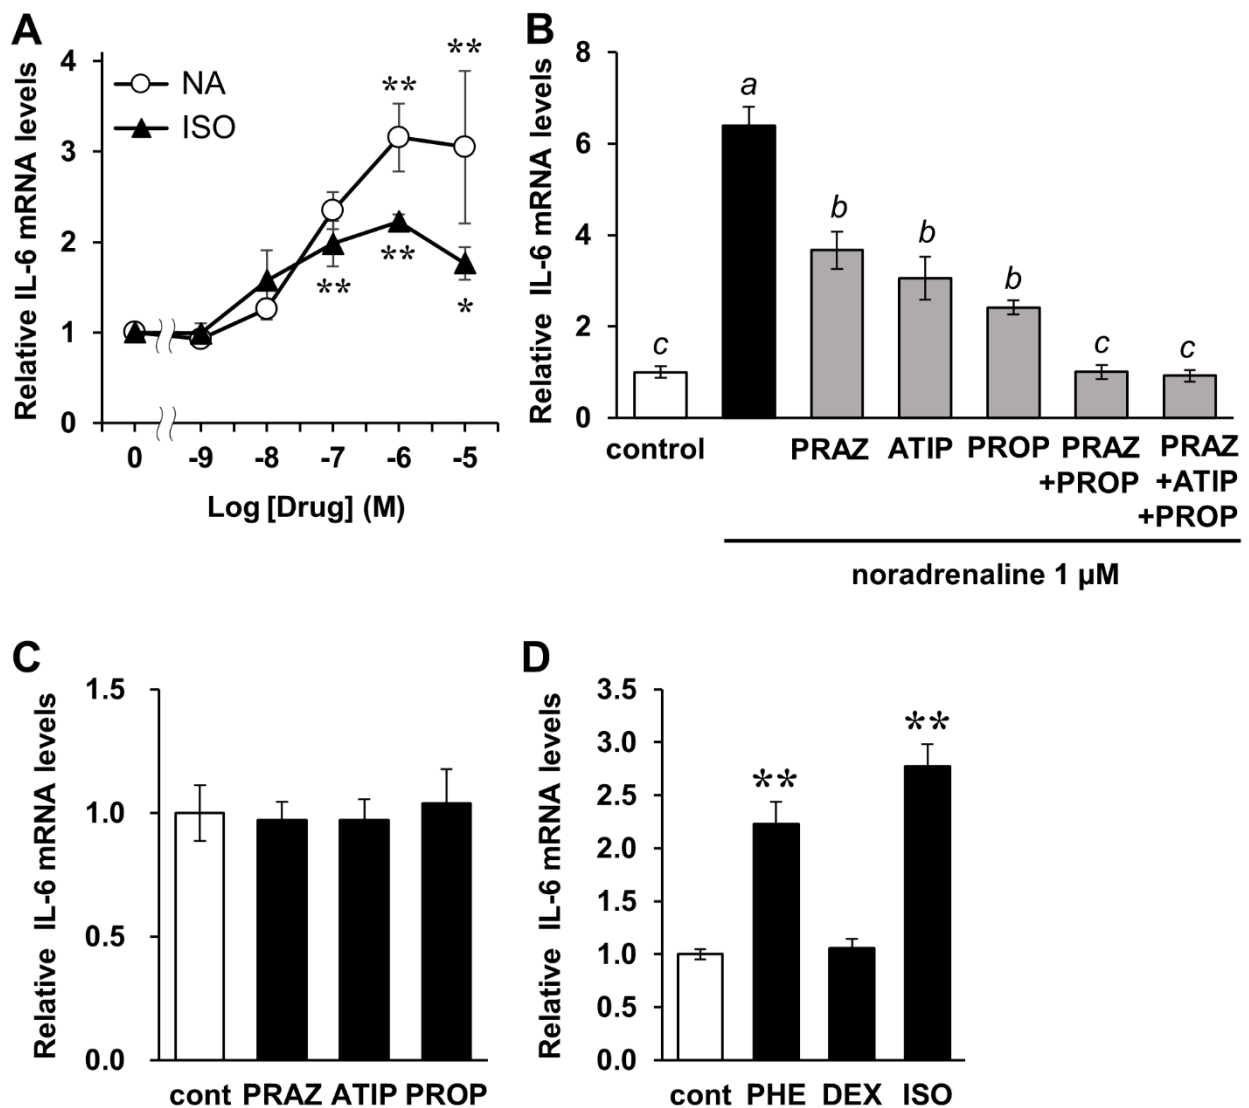 A
Relative IL-6 mRNA levels
4
3
2
1
0
NA
ISO
**
**
**
**
*
0 -9 -8 -7 -6 -5
Log [Drug] (M)
B
Relative IL-6 mRNA levels
8
6
4
2
0
c a b b b c c
control PRAZ ATIP PROP PRAZ PRAZ
+PROP +ATIP
+PROP
noradrenaline 1 µM
C
Relative IL-6 mRNA levels
1.5
1.0
0.5
0.0
cont PRAZ ATIP PROP
D
Relative IL-6 mRNA levels
3.5
3.0
2.5
2.0
1.5
1.0
0.5
0.0
**
**
cont PHE DEX ISO